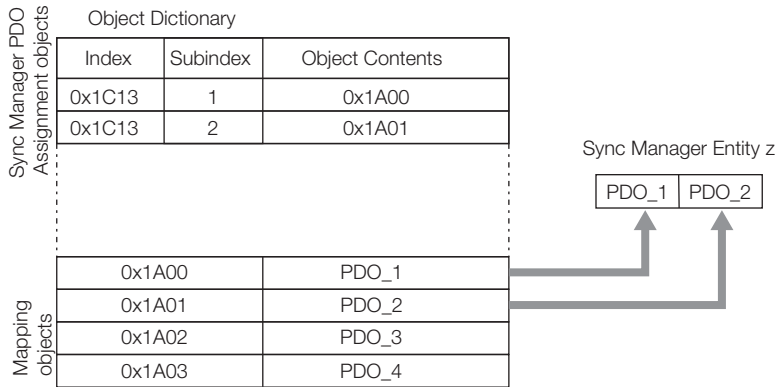 Object Dictionary
Sync Manager PDO
Assignment objects
Index Subindex Object Contents
0x1C13 1 0x1A00
0x1C13 2 0x1A01
Sync Manager Entity z
PDO_1 PDO_2
Mapping
objects
0x1A00 PDO_1
0x1A01 PDO_2
0x1A02 PDO_3
0x1A03 PDO_4